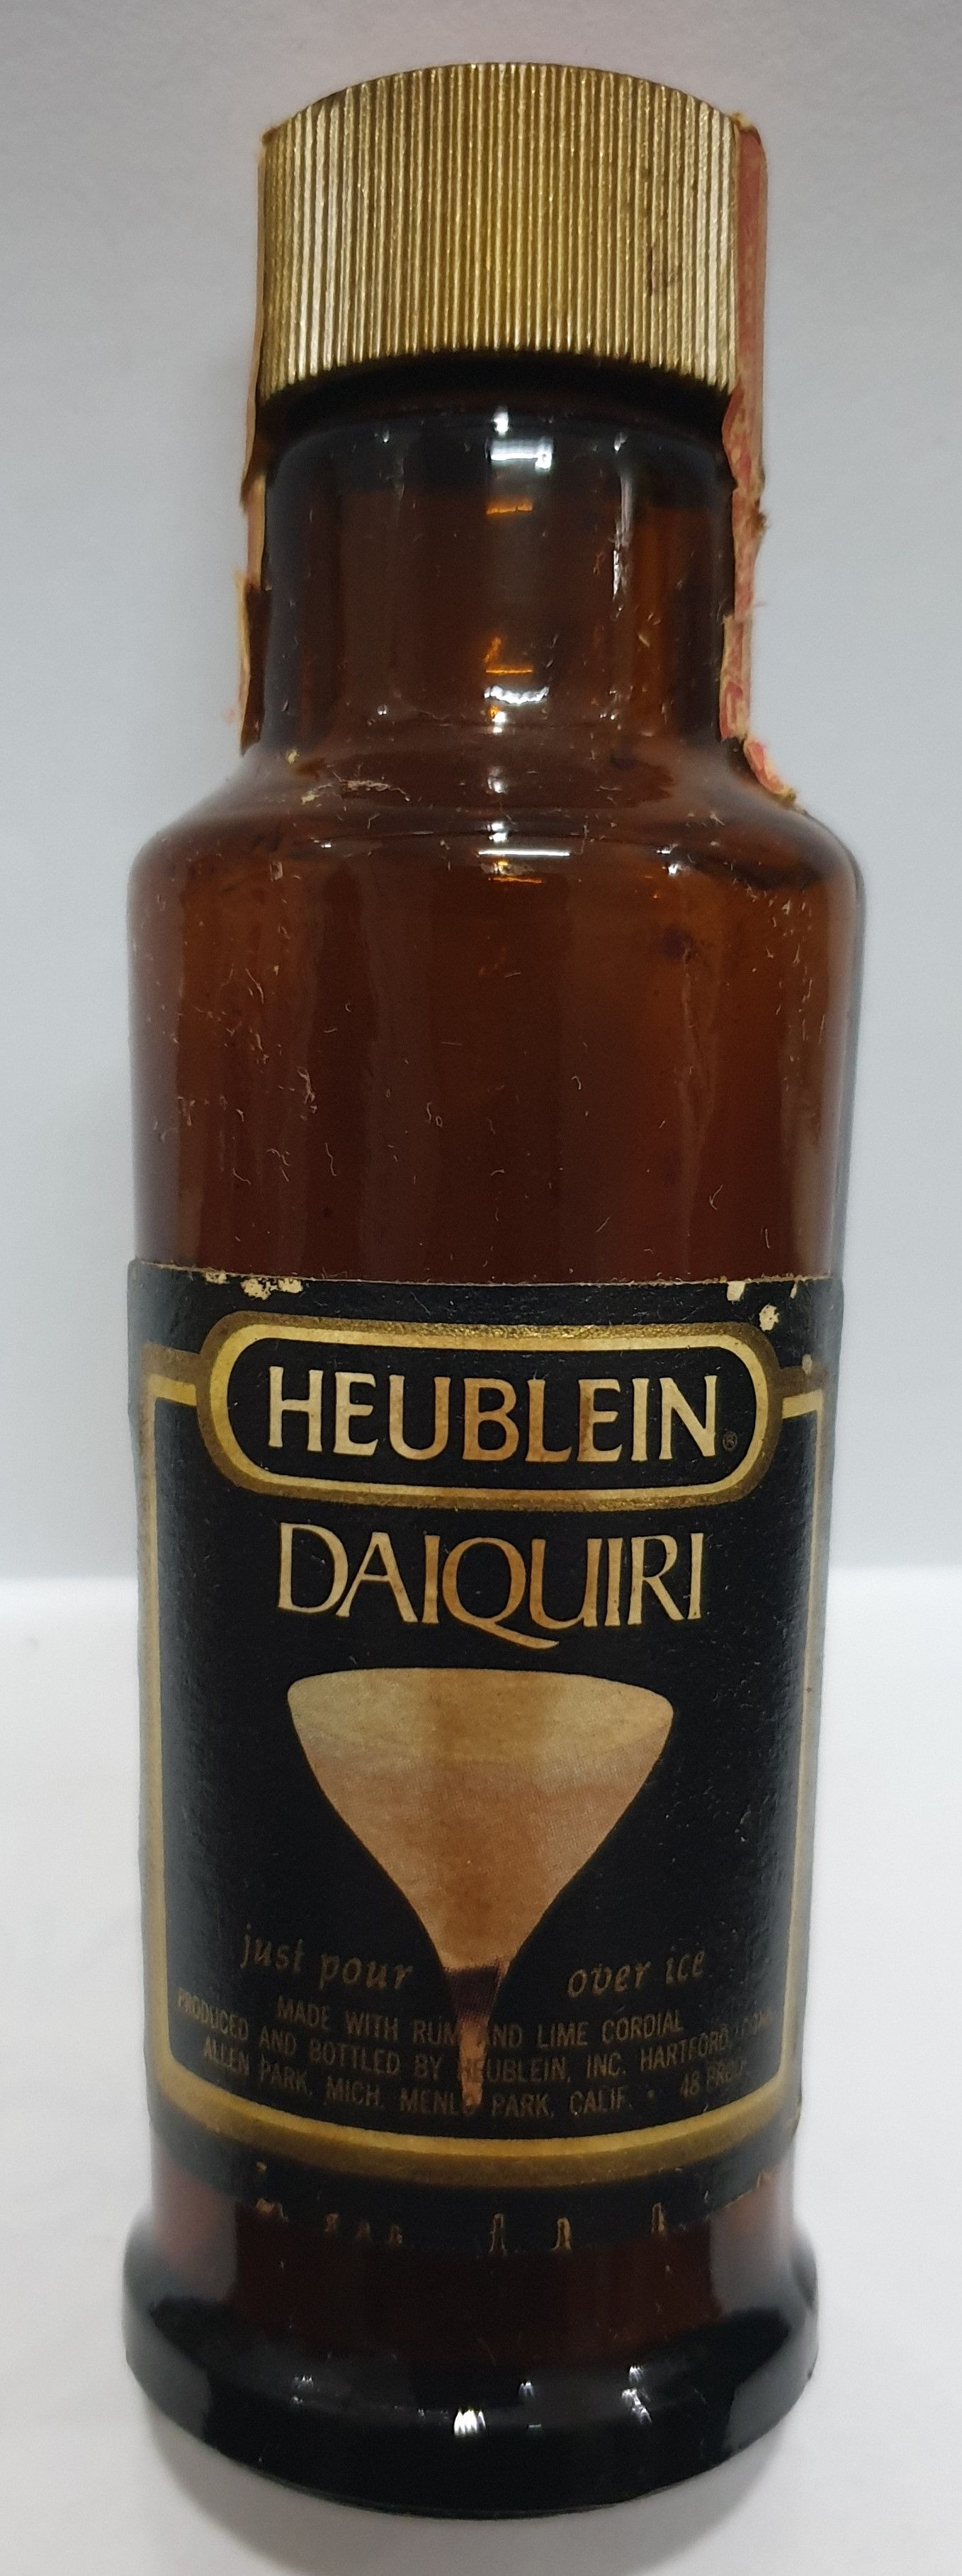 HEUBLEIN®
DAIQUIRI
just pour over ice
MADE WITH RUM AND LIME CORDIAL
PRODUCED AND BOTTLED BY HEUBLEIN, INC. HARTFORD, CONN.
ALLEN PARK, MICH. MENLO PARK, CALIF. • 48 PROOF